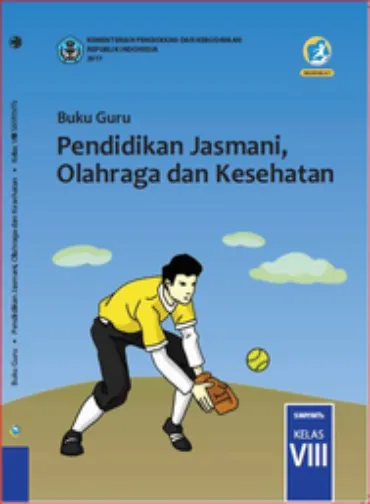 KEMENTERIAN PENDIDIKAN DAN KEBUDAYAAN
REPUBLIK INDONESIA
2017
Buku Guru
Pendidikan Jasmani,
Olahraga dan Kesehatan
SMP/MTs
KELAS
VIII
Buku Guru • Pendidikan Jasmani, Olahraga dan Kesehatan • Kelas VIII SMP/MTs